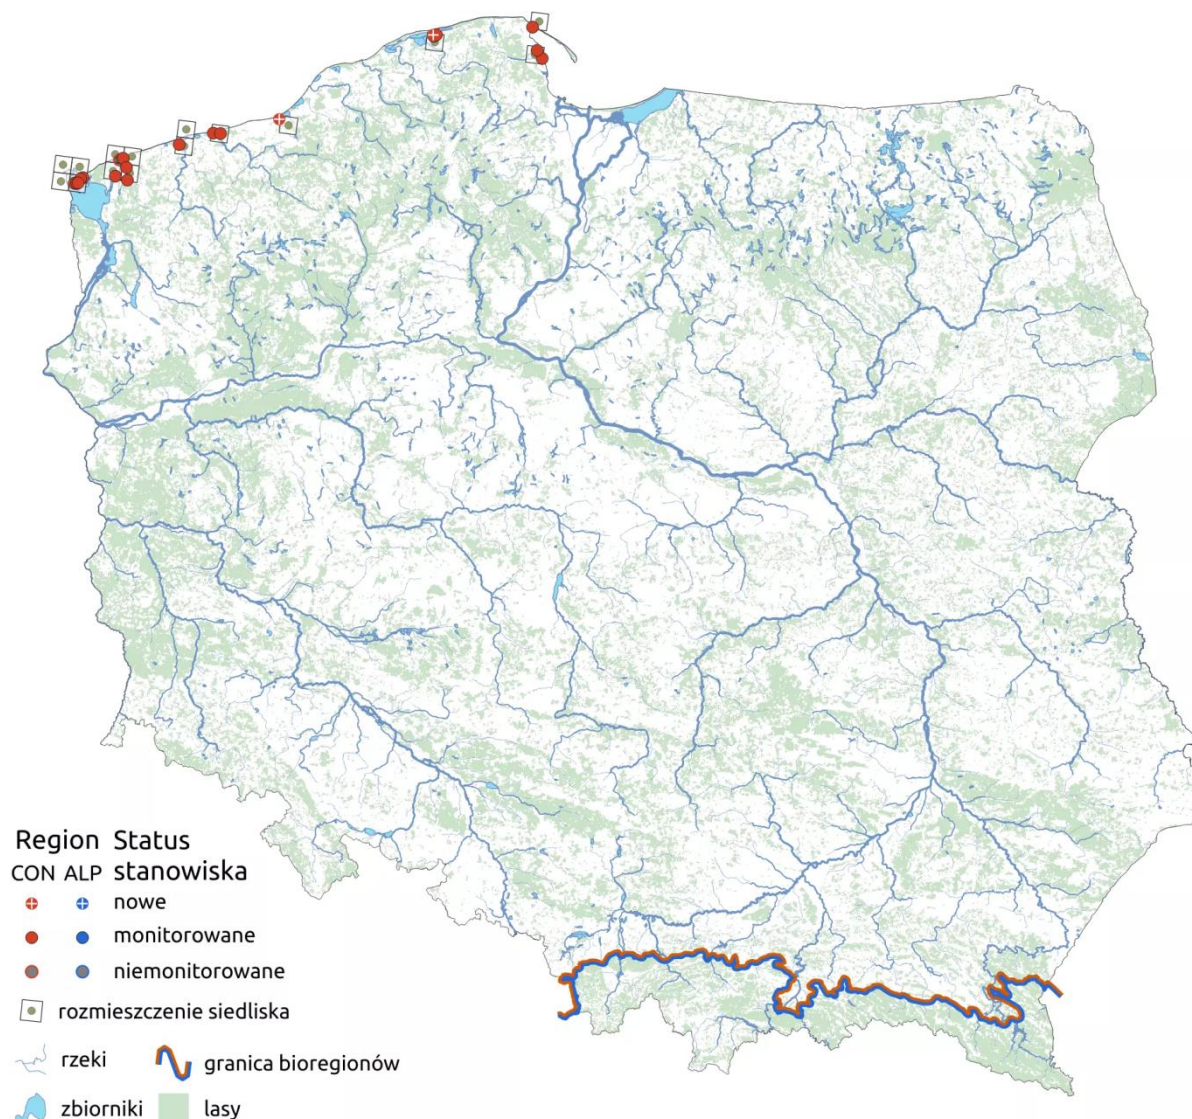 Region Status
CON ALP stanowiska
nowe
monitorowane
niemonitorowane
rozmieszczenie siedliska
rzeki granica bioregionów
zbiorniki lasy